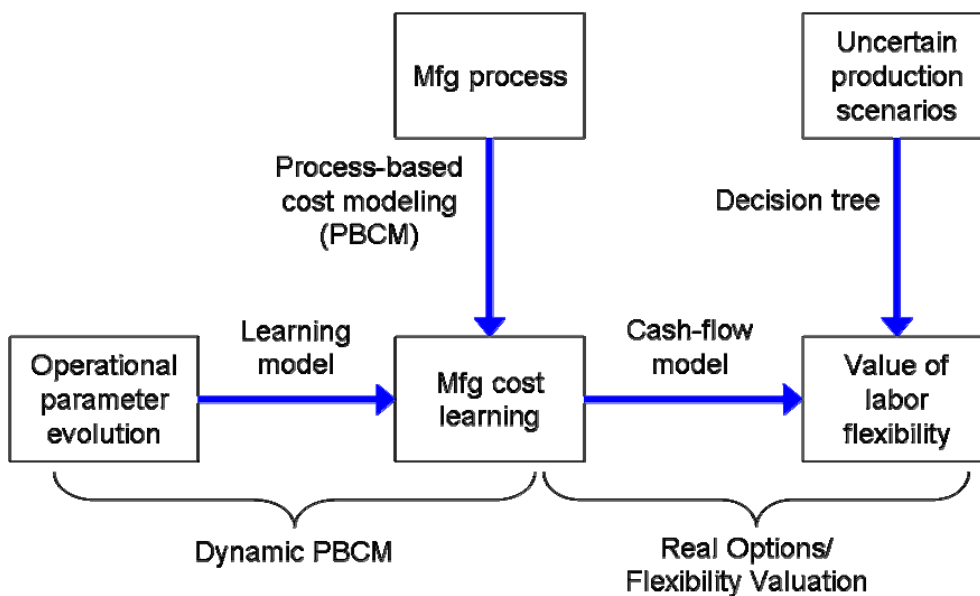 Mfg process
Uncertain
production
scenarios
Process-based
cost modeling
(PBCM)
Decision tree
Learning
model
Cash-flow
model
Operational
parameter
evolution
Mfg cost
learning
Value of
labor
flexibility
Dynamic PBCM
Real Options/
Flexibility Valuation